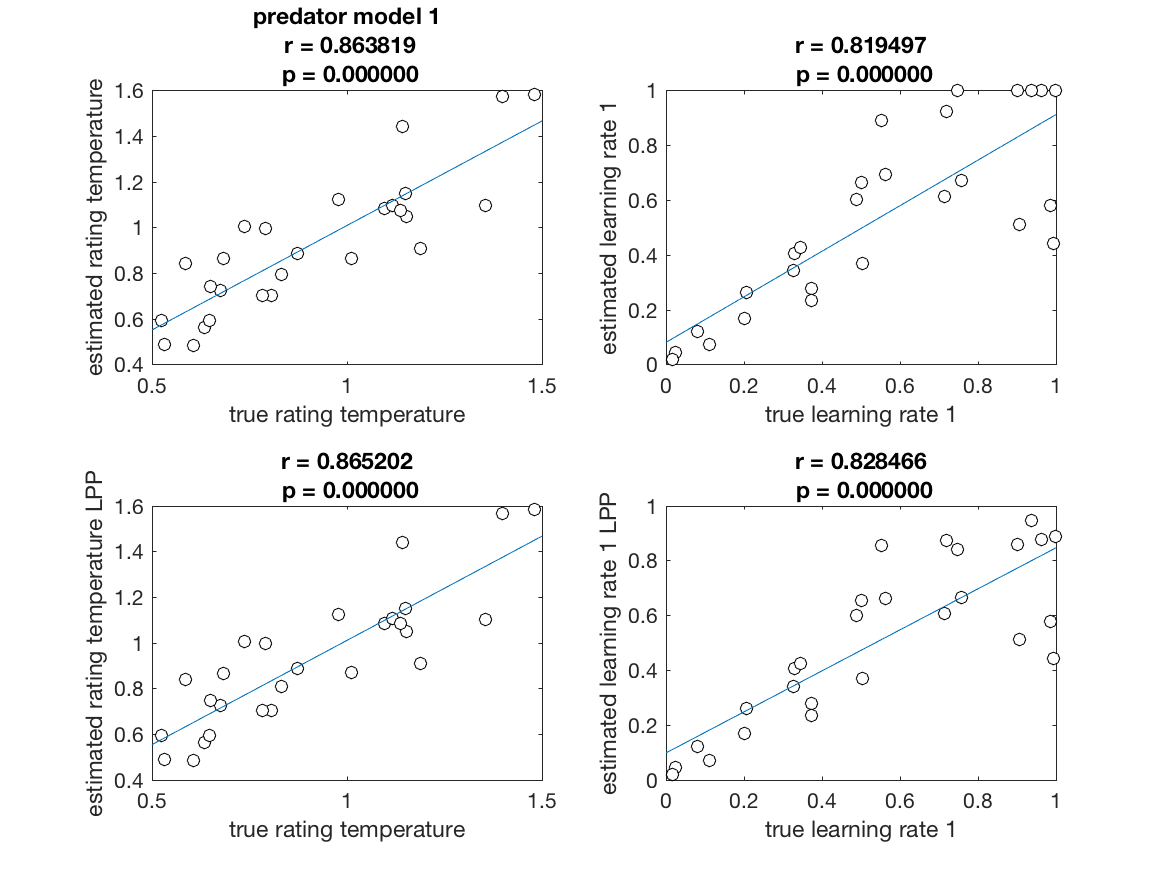 predator model 1
r = 0.863819
p = 0.000000
1.6
1.4
1.2
1
0.8
0.6
0.4
estimated rating temperature
0.5
1
1.5
true rating temperature
r = 0.819497
p = 0.000000
1
0.8
0.6
0.4
0.2
0
estimated learning rate 1
0
0.2
0.4
0.6
0.8
1
true learning rate 1
r = 0.865202
p = 0.000000
1.6
1.4
1.2
1
0.8
0.6
0.4
estimated rating temperature LPP
0.5
1
1.5
true rating temperature
r = 0.828466
p = 0.000000
1
0.8
0.6
0.4
0.2
0
estimated learning rate 1 LPP
0
0.2
0.4
0.6
0.8
1
true learning rate 1